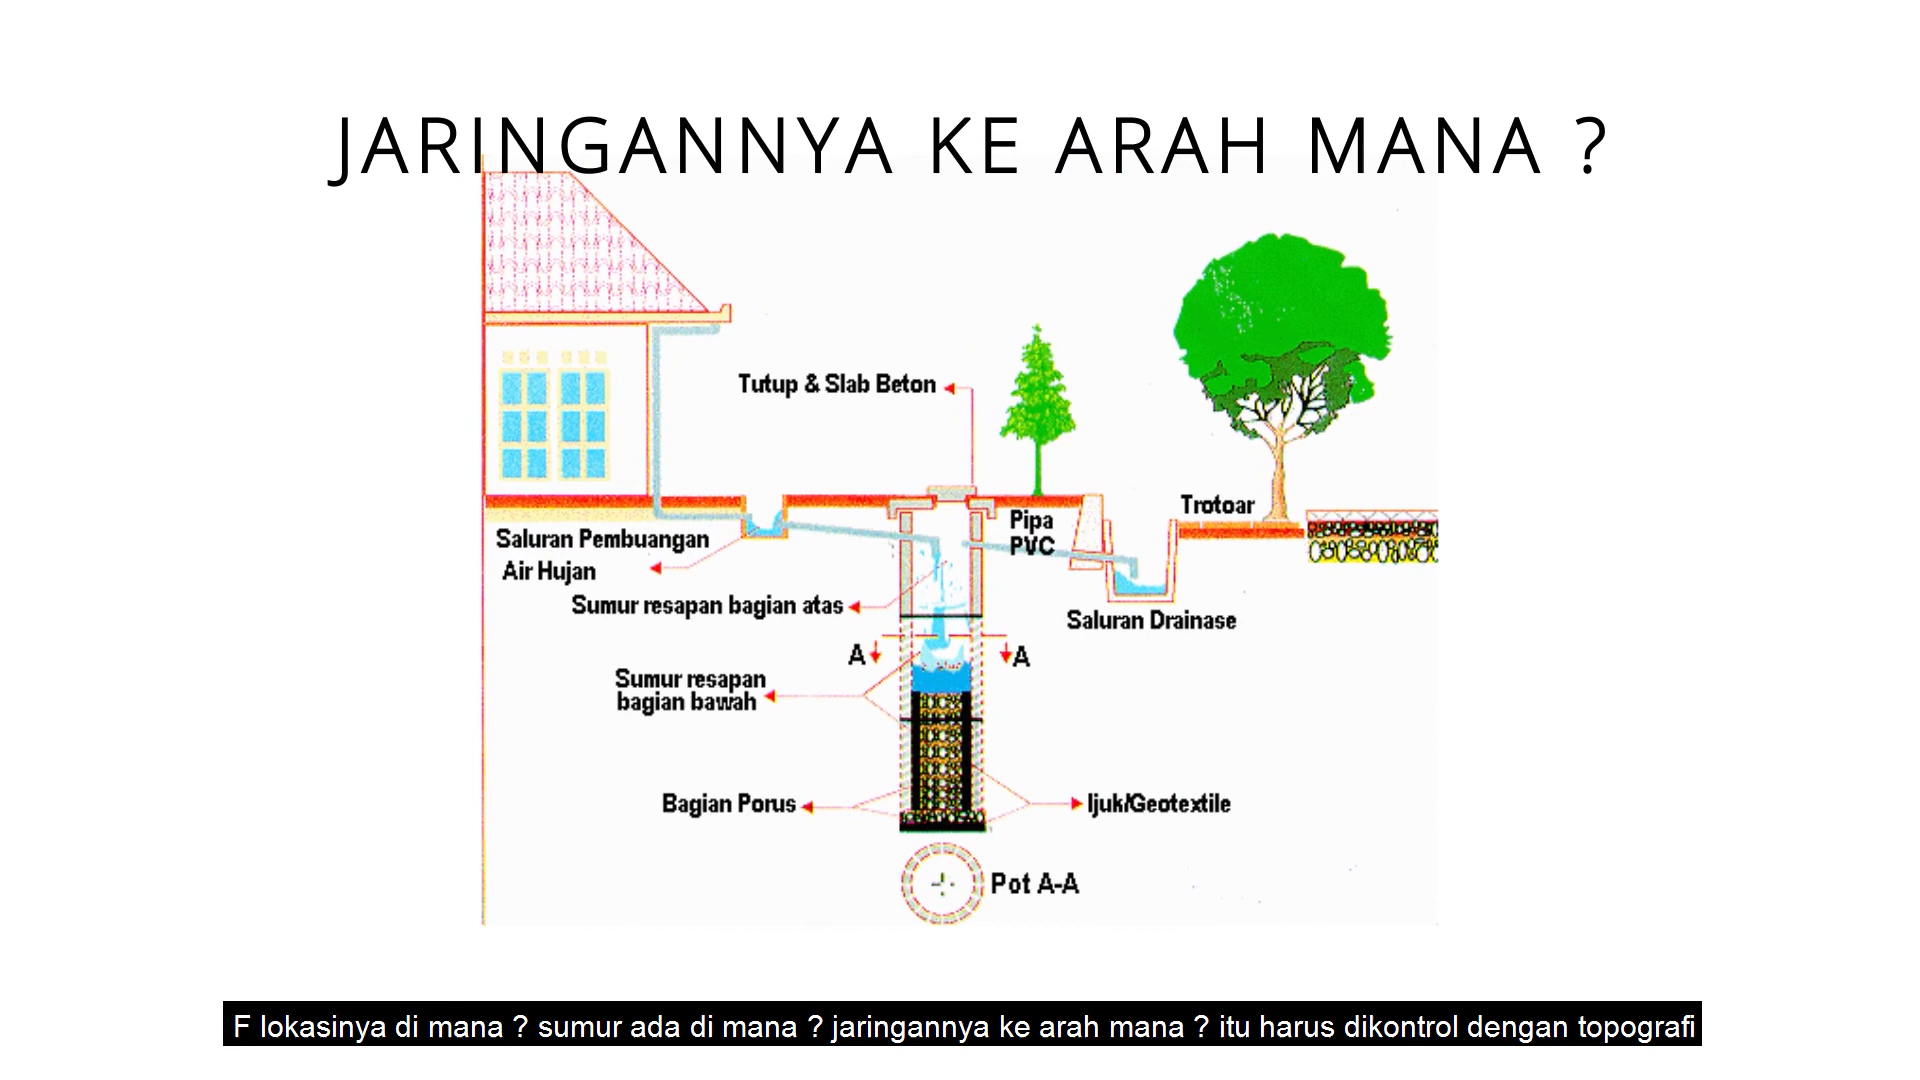 JARINGANNYA KE ARAH MANA ?
Tutup & Slab Beton
Trotoar
Pipa
PVC
Saluran Pembuangan
Air Hujan
Sumur resapan bagian atas
Saluran Drainase
A
A
Sumur resapan
bagian bawah
Bagian Porus
Ijuk/Geotextile
Pot A-A
F lokasinya di mana ? sumur ada di mana ? jaringannya ke arah mana ? itu harus dikontrol dengan topografi